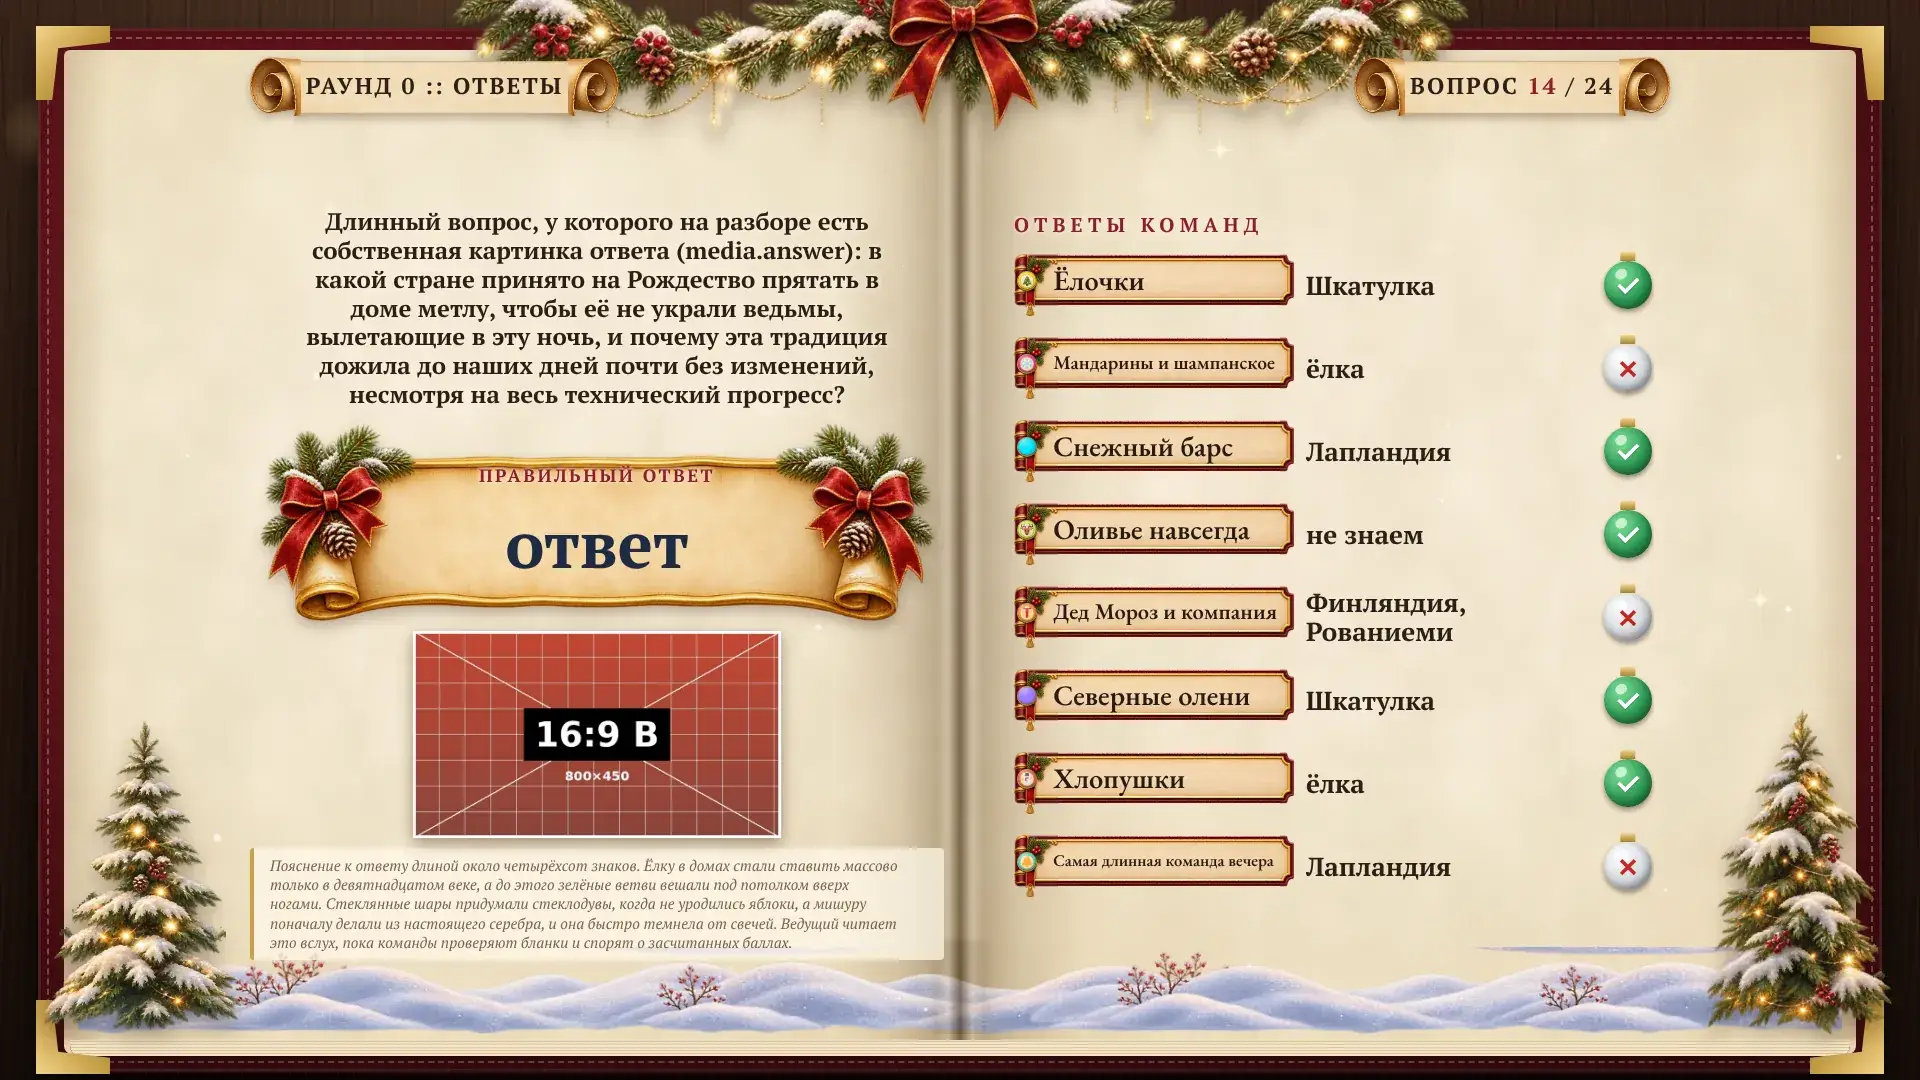 РАУНД 0 :: ОТВЕТЫ
ВОПРОС 14 / 24
Длинный вопрос, у которого на разборе есть
собственная картинка ответа (media.answer): в
какой стране принято на Рождество прятать в
доме метлу, чтобы её не украли ведьмы,
вылетающие в эту ночь, и почему эта традиция
дожила до наших дней почти без изменений,
несмотря на весь технический прогресс?
ПРАВИЛЬНЫЙ ОТВЕТ
ответ
16:9 B
800×450
Пояснение к ответу длиной около четырёхсот знаков. Ёлку в домах стали ставить массово
только в девятнадцатом веке, а до этого зелёные ветви вешали под потолком вверх
ногами. Стеклянные шары придумали стеклодувы, когда не уродились яблоки, а мишуру
поначалу делали из настоящего серебра, и она быстро темнела от свечей. Ведущий читает
это вслух, пока команды проверяют бланки и спорят о засчитанных баллах.
ОТВЕТЫ КОМАНД
Ёлочки Шкатулка
Мандарины и шампанское ёлка
Снежный барс Лапландия
Оливье навсегда не знаем
Дед Мороз и компания Финляндия,
Рованиеми
Северные олени Шкатулка
Хлопушки ёлка
Самая длинная команда вечера Лапландия